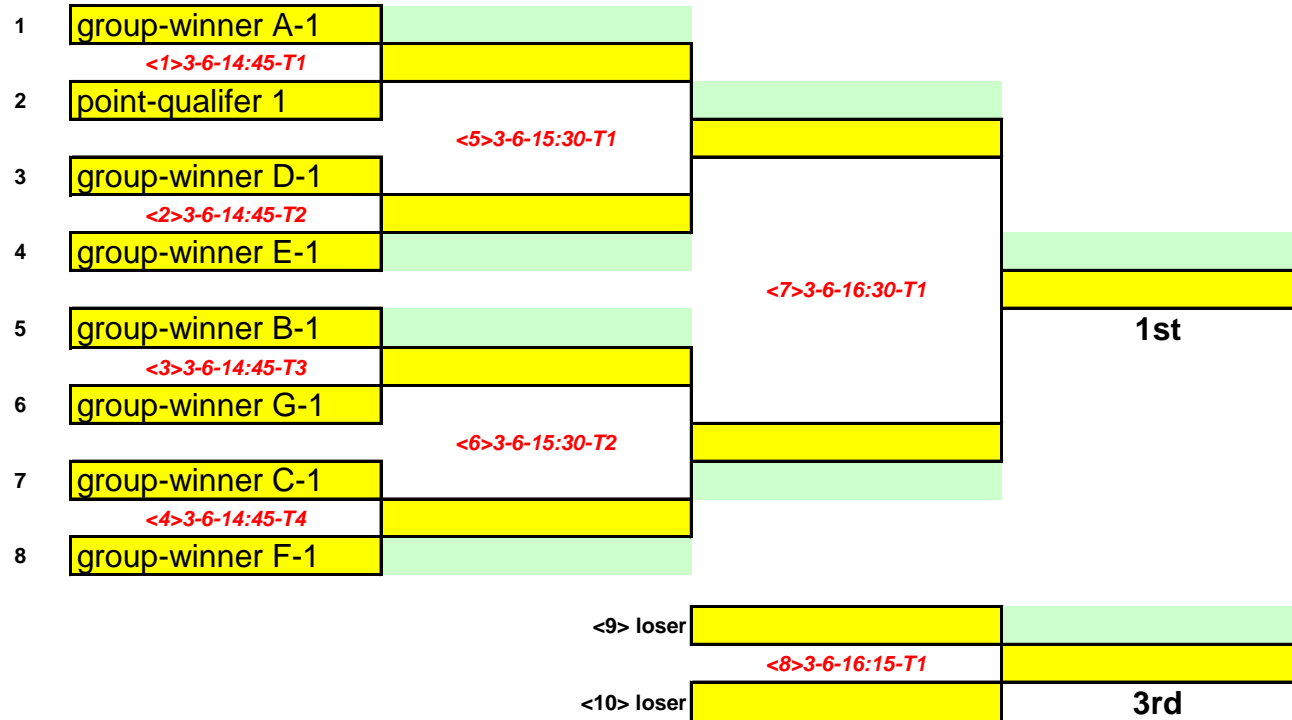 1 group-winner A-1
<1>3-6-14:45-T1
2 point-qualifer 1
<5>3-6-15:30-T1
3 group-winner D-1
<2>3-6-14:45-T2
4 group-winner E-1
<7>3-6-16:30-T1
5 group-winner B-1
1st
<3>3-6-14:45-T3
6 group-winner G-1
<6>3-6-15:30-T2
7 group-winner C-1
<4>3-6-14:45-T4
8 group-winner F-1
<9> loser
<8>3-6-16:15-T1
<10> loser
3rd